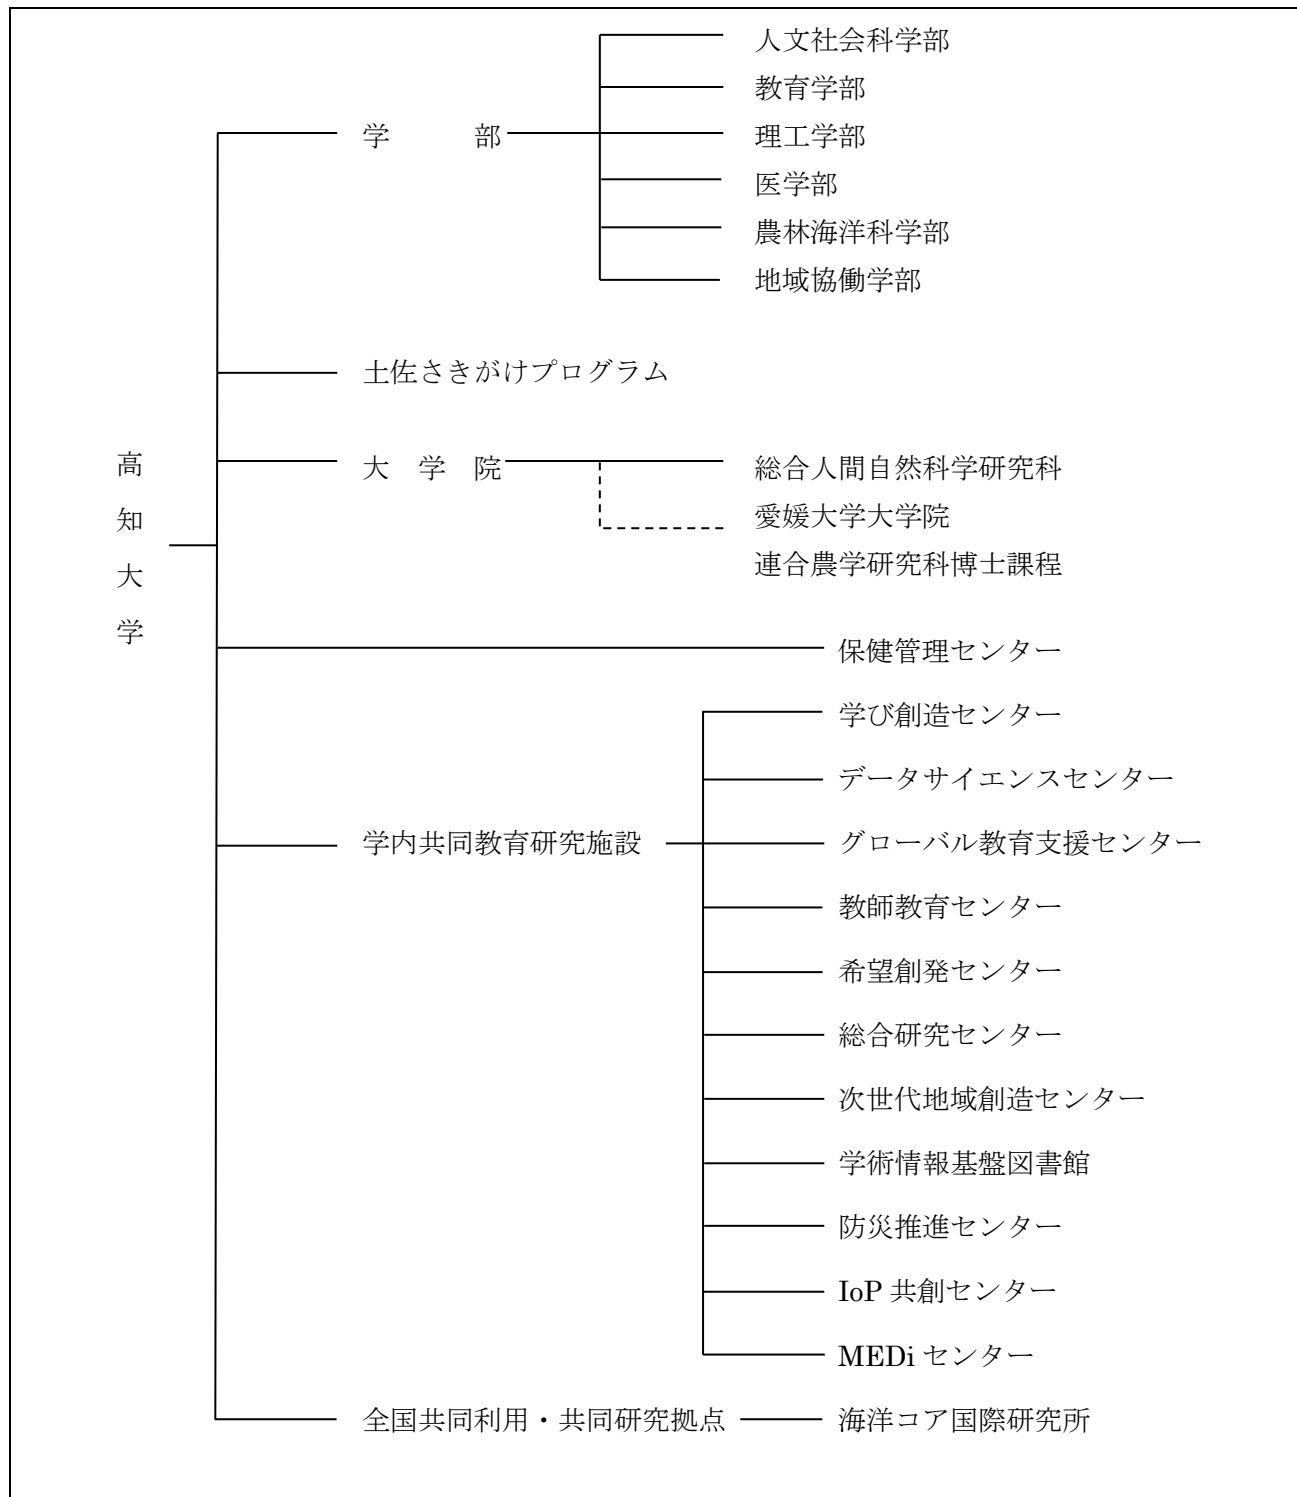 人文社会科学部
教育学部
学 部
理工学部
医学部
農林海洋科学部
地域協働学部
土佐さきがけプログラム
高知大学
大 学 院
総合人間自然科学研究科
愛媛大学大学院
連合農学研究科博士課程
保健管理センター
学び創造センター
データサイエンスセンター
学内共同教育研究施設
グローバル教育支援センター
教師教育センター
希望創発センター
総合研究センター
次世代地域創造センター
学術情報基盤図書館
防災推進センター
IoP 共創センター
MEDi センター
全国共同利用・共同研究拠点
海洋コア国際研究所